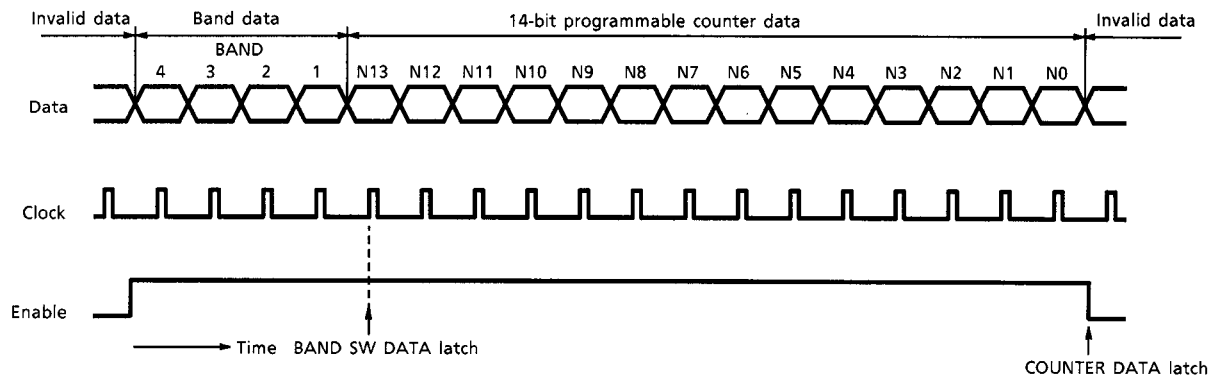 Invalid data Band data 14-bit programmable counter data Invalid data
BAND
4 3 2 1 N13 N12 N11 N10 N9 N8 N7 N6 N5 N4 N3 N2 N1 N0
Data
Clock
Enable
Time BAND SW DATA latch
COUNTER DATA latch